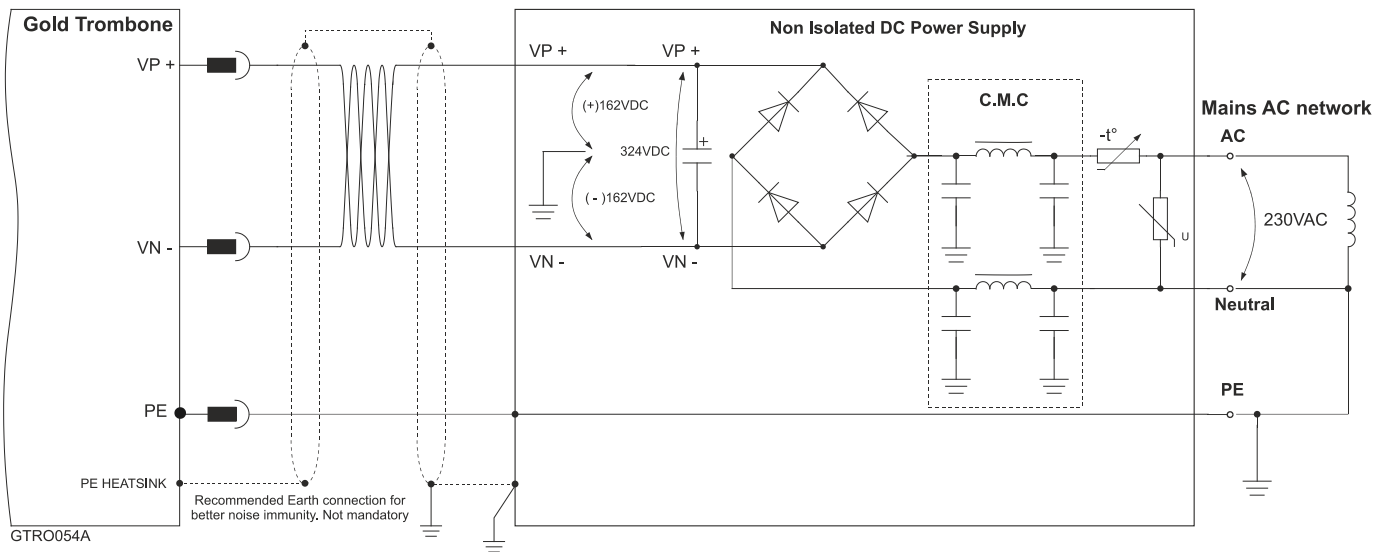 Gold Trombone
Non Isolated DC Power Supply
VP +
VP +
VP +
(+)162VDC
C.M.C
Mains AC network
-t°
AC
+
324VDC
(-)162VDC
230VAC
U
VN -
VN -
VN -
Neutral
PE
PE
PE HEATSINK
Recommended Earth connection for
better noise immunity. Not mandatory
GTRO054A